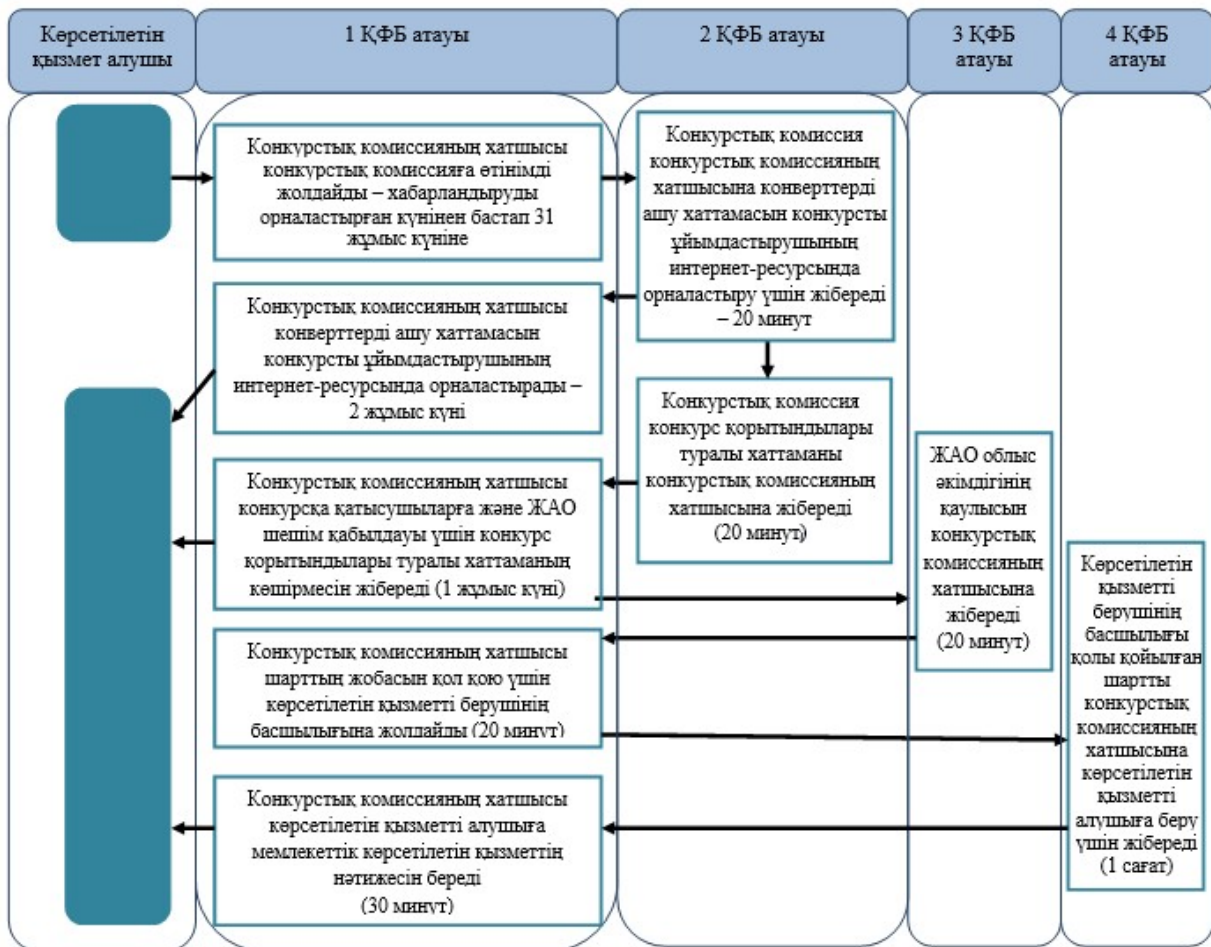 Көрсетілетін
қызмет алушы
1 ҚФБ атауы
2 ҚФБ атауы
3 ҚФБ
атауы
4 ҚФБ
атауы
Конкурстық комиссияның хатшысы
конкурстық комиссияға өтінімді
жолдайды – хабарландыруды
орналастырған күнінен бастап 31
жұмыс күніне
Конкурстық комиссия
конкурстық комиссияның
хатшысына конверттерді
ашу хаттамасын конкурсты
ұйымдастырушының
интернет-ресурсында
орналастыру үшін жібереді
– 20 минут
Конкурстық комиссияның хатшысы
конверттерді ашу хаттамасын
конкурсты ұйымдастырушының
интернет-ресурсында орналастырады –
2 жұмыс күні
Конкурстық комиссия
конкурс қорытындылары
туралы хаттаманы
конкурстық комиссияның
хатшысына жібереді
(20 минут)
Конкурстық комиссияның хатшысы
конкурсқа қатысушыларға және ЖАО
шешім қабылдауы үшін конкурс
қорытындылары туралы хаттаманың
көшірмесін жібереді (1 жұмыс күні)
ЖАО облыс
әкімдігінің
қаулысын
конкурстық
комиссияның
хатшысына
жібереді
(20 минут)
Конкурстық комиссияның хатшысы
шарттың жобасын қол қою үшін
көрсетілетін қызметті берушінің
басшылығына жолдайды (20 минут)
Көрсетілетін
қызметті
берушінің
басшылығы
қолы қойылған
шартты
конкурстық
комиссияның
хатшысына
көрсетілетін
қызметті
алушыға беру
үшін жібереді
(1 сағат)
Конкурстық комиссияның хатшысы
көрсетілетін қызметті алушыға
мемлекеттік көрсетілетін қызметтің
нәтижесін береді
(30 минут)